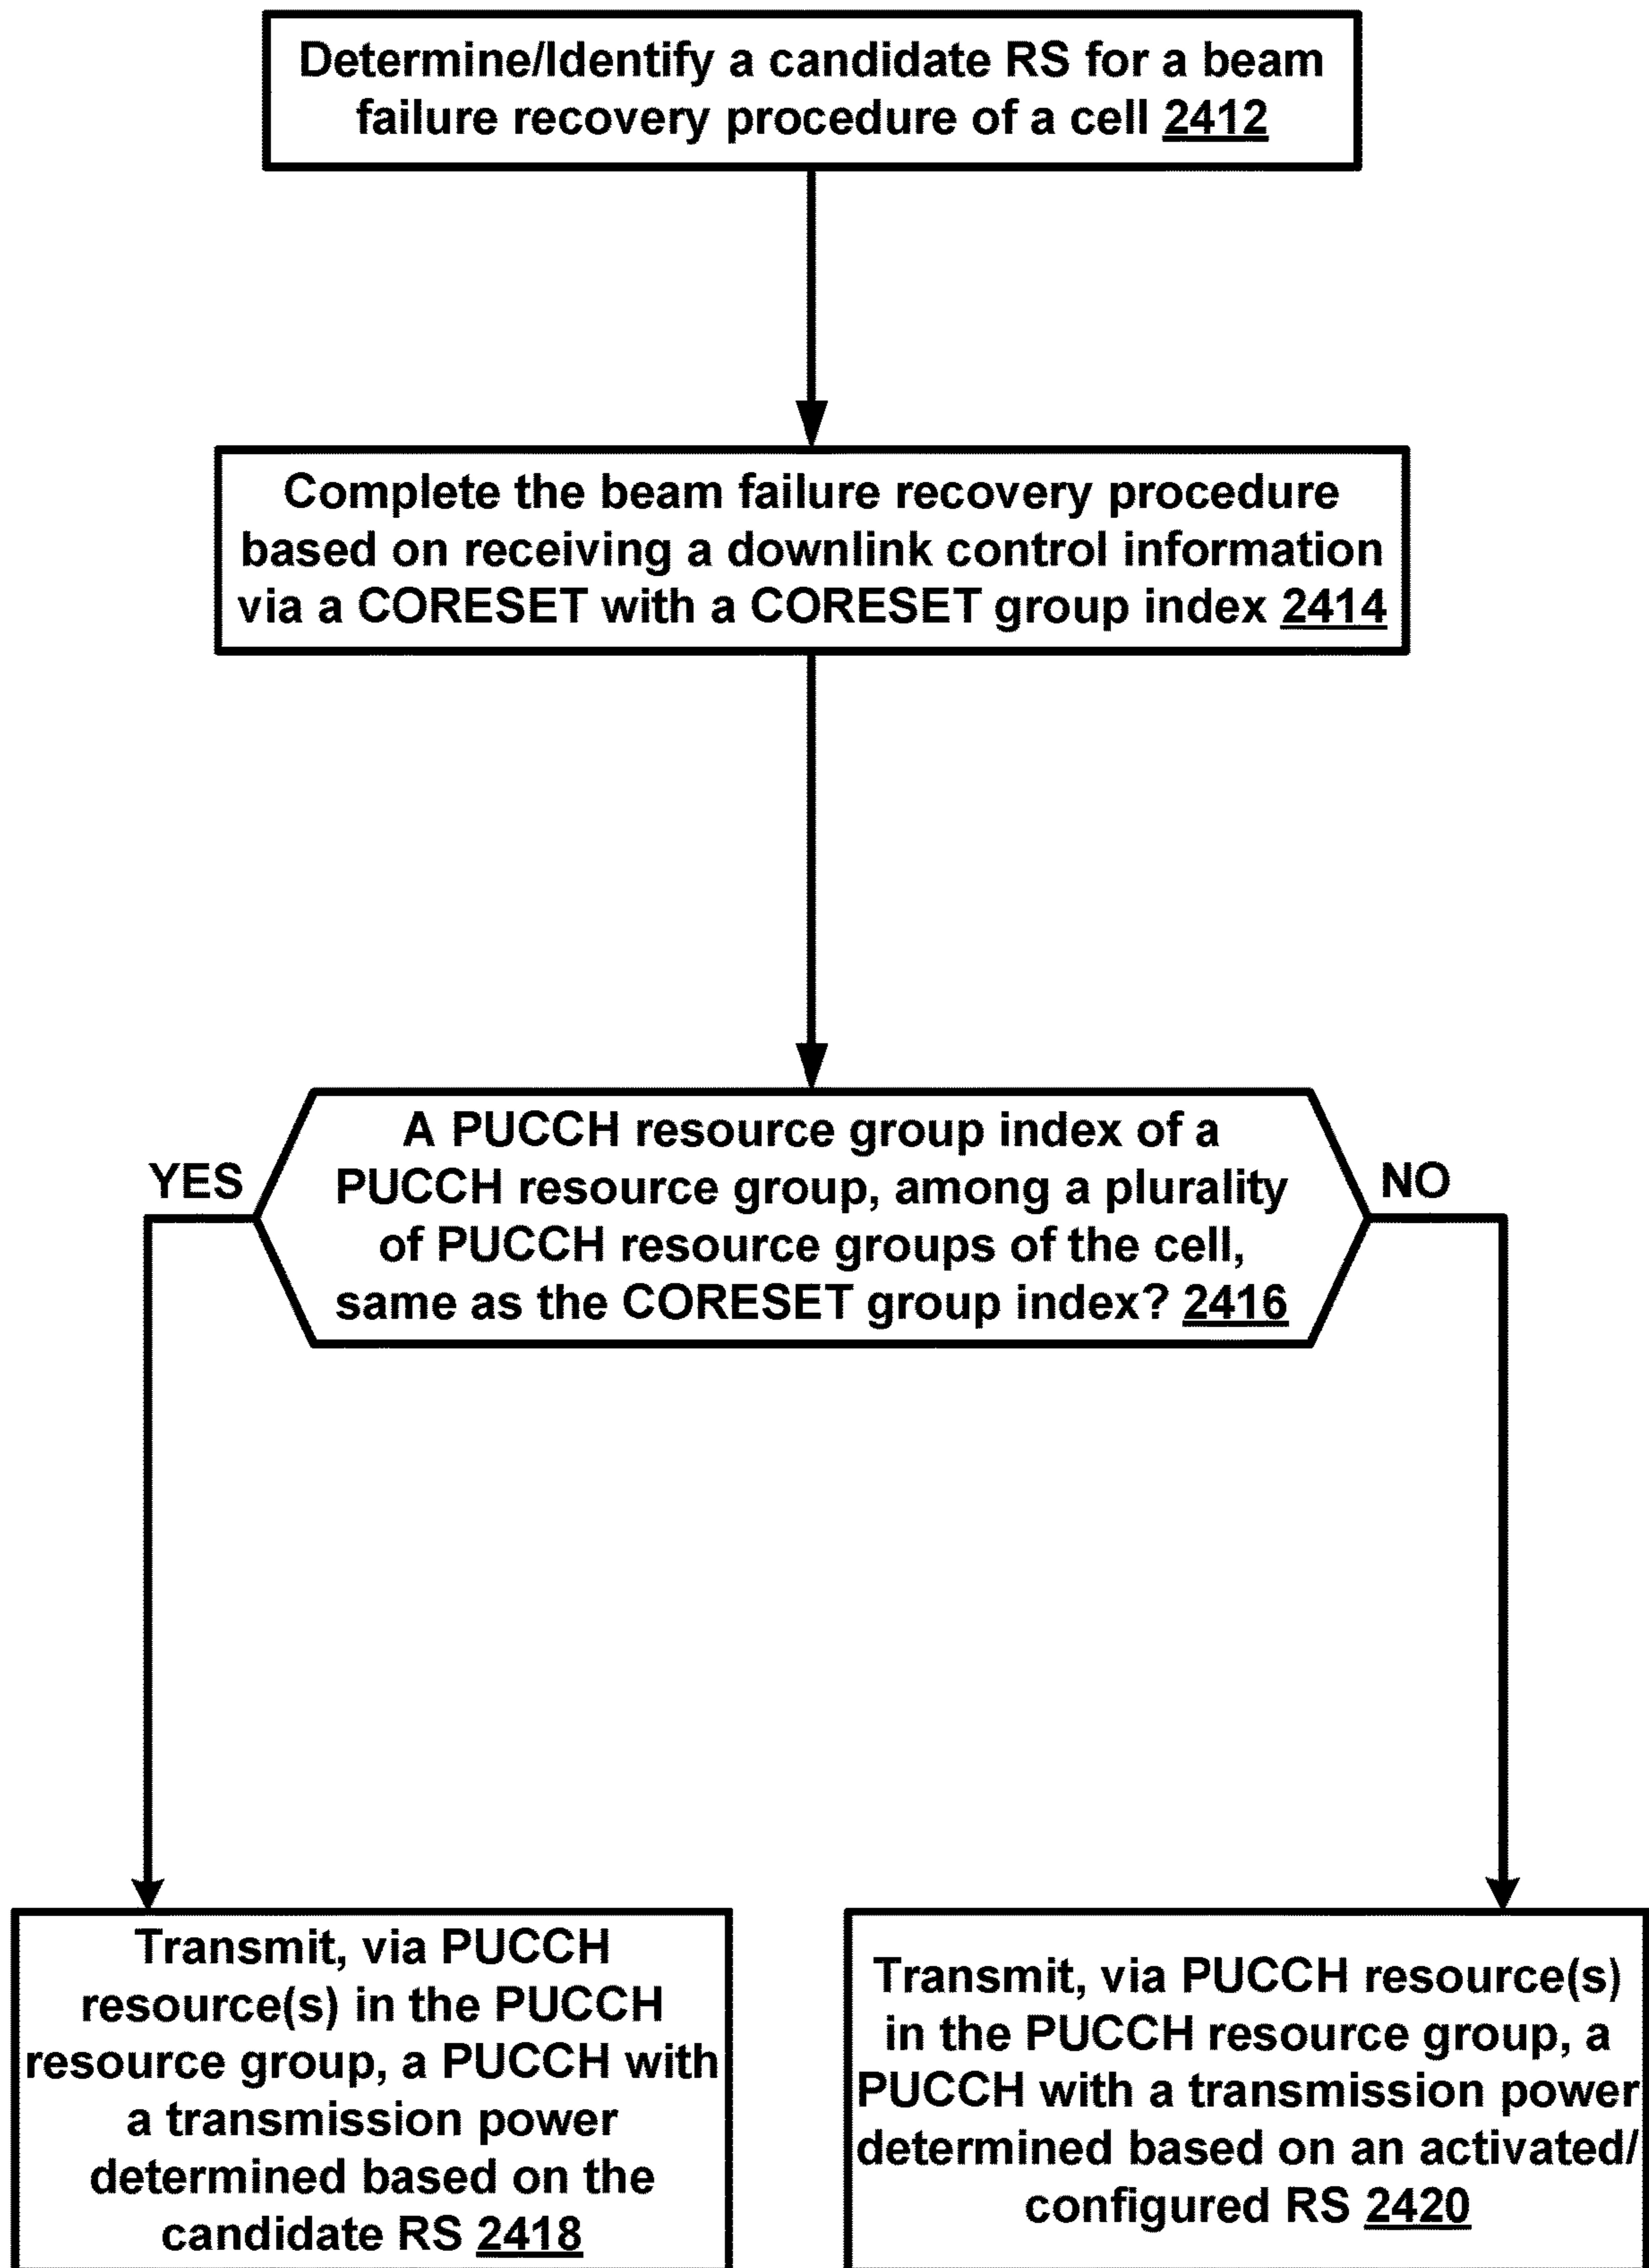 Determine/Identify a candidate RS for a beam
failure recovery procedure of a cell 2412
Complete the beam failure recovery procedure
based on receiving a downlink control information
via a CORESET with a CORESET group index 2414
A PUCCH resource group index of a
PUCCH resource group, among a plurality
of PUCCH resource groups of the cell,
same as the CORESET group index? 2416
YES
NO
Transmit, via PUCCH
resource(s) in the PUCCH
resource group, a PUCCH with
a transmission power
determined based on the
candidate RS 2418
Transmit, via PUCCH resource(s)
in the PUCCH resource group, a
PUCCH with a transmission power
determined based on an activated/
configured RS 2420